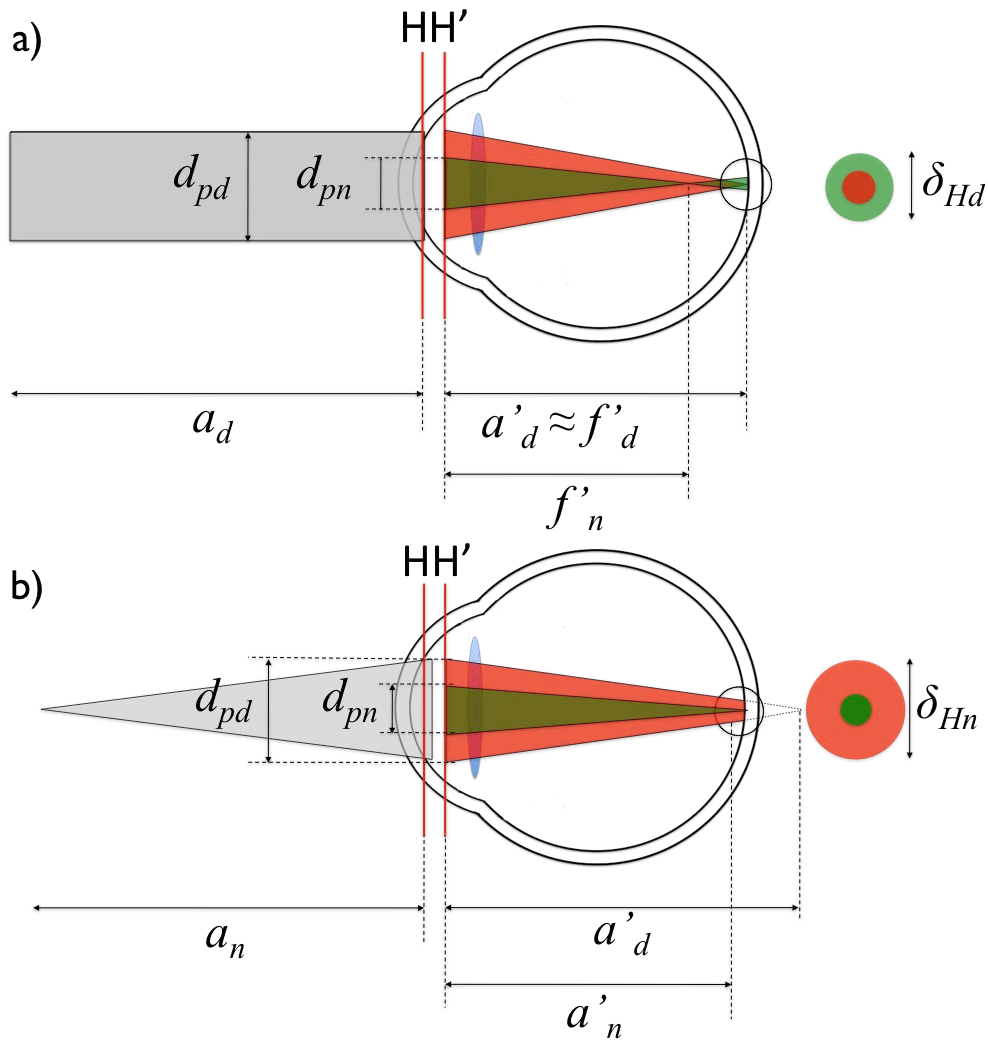 a)
HH’
d_pd
d_pn
δ_Hd
a_d
a’_d ≈ f’_d
f’_n
b)
HH’
d_pd
d_pn
δ_Hn
a_n
a’_d
a’_n